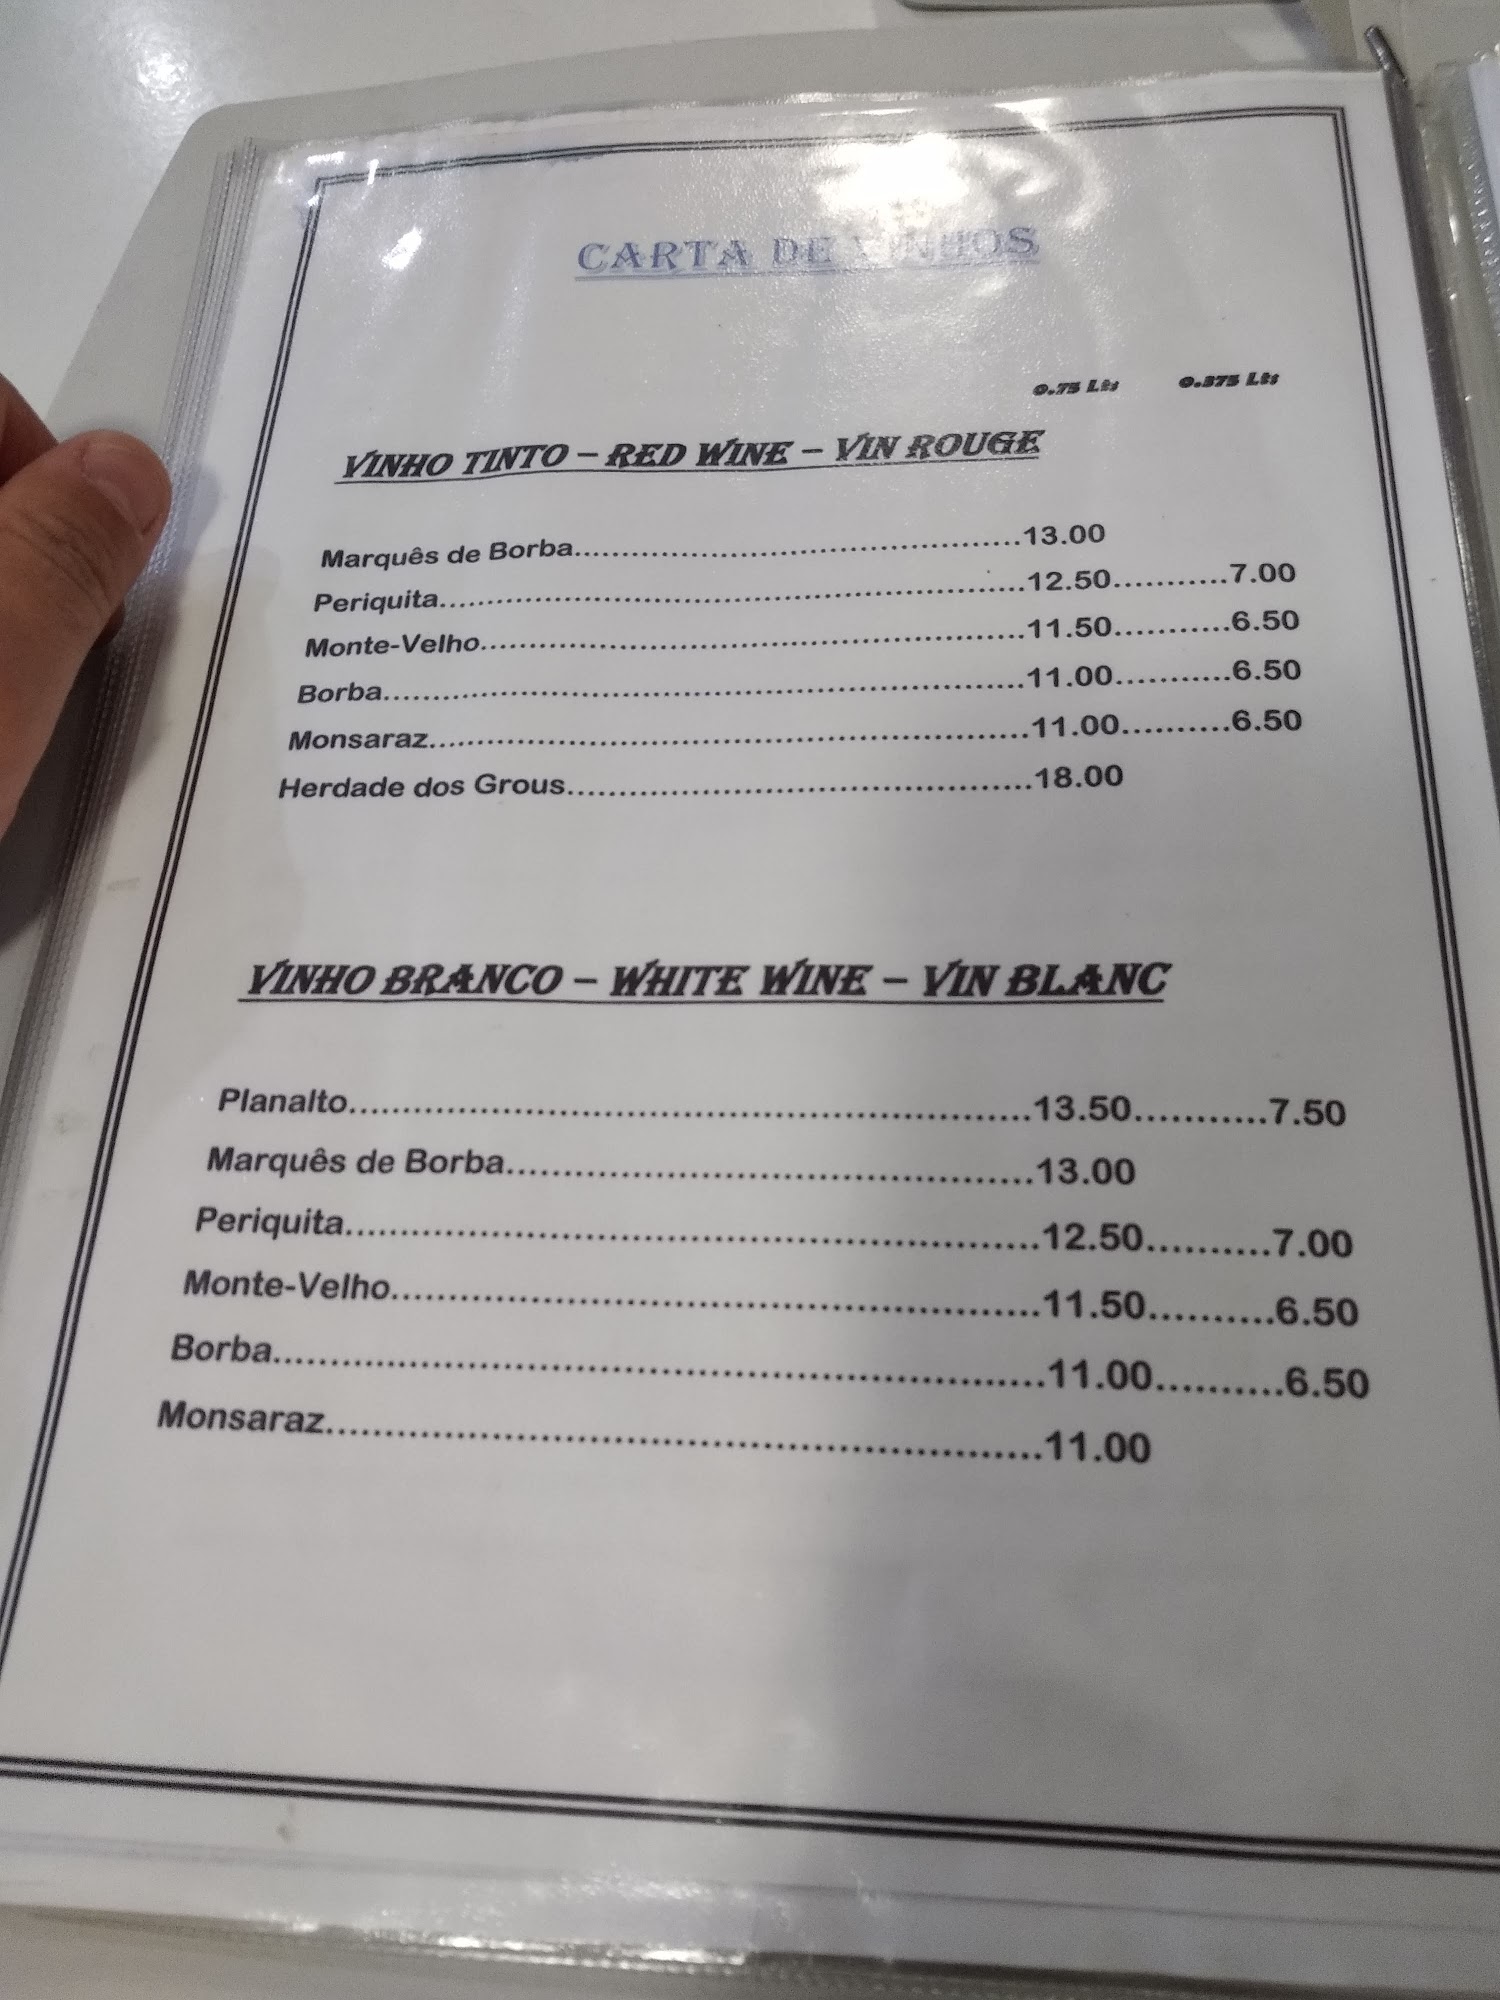 CARTA DE VINHOS
0.75 Lts 0.375 Lts
VINHO TINTO – RED WINE – VIN ROUGE
Marquês de Borba..........................................13.00
Periquita..........................................................12.50...........7.00
Monte-Velho....................................................11.50...........6.50
Borba...............................................................11.00...........6.50
Monsaraz.........................................................11.00..........6.50
Herdade dos Grous.........................................18.00
VINHO BRANCO – WHITE WINE – VIN BLANC
Planalto............................................................13.50...........7.50
Marquês de Borba...........................................13.00
Periquita...........................................................12.50..........7.00
Monte-Velho.....................................................11.50..........6.50
Borba................................................................11.00..........6.50
Monsaraz..........................................................11.00